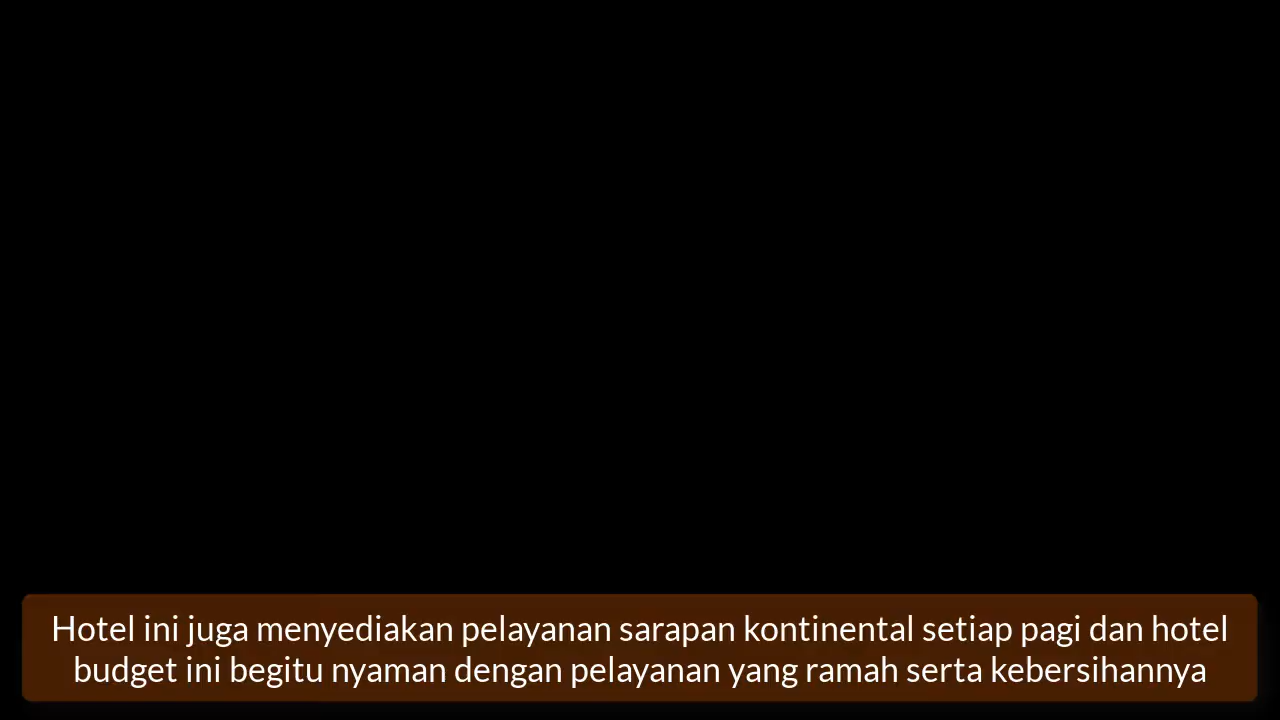 Hotel ini juga menyediakan pelayanan sarapan kontinental setiap pagi dan hotel
budget ini begitu nyaman dengan pelayanan yang ramah serta kebersihannya